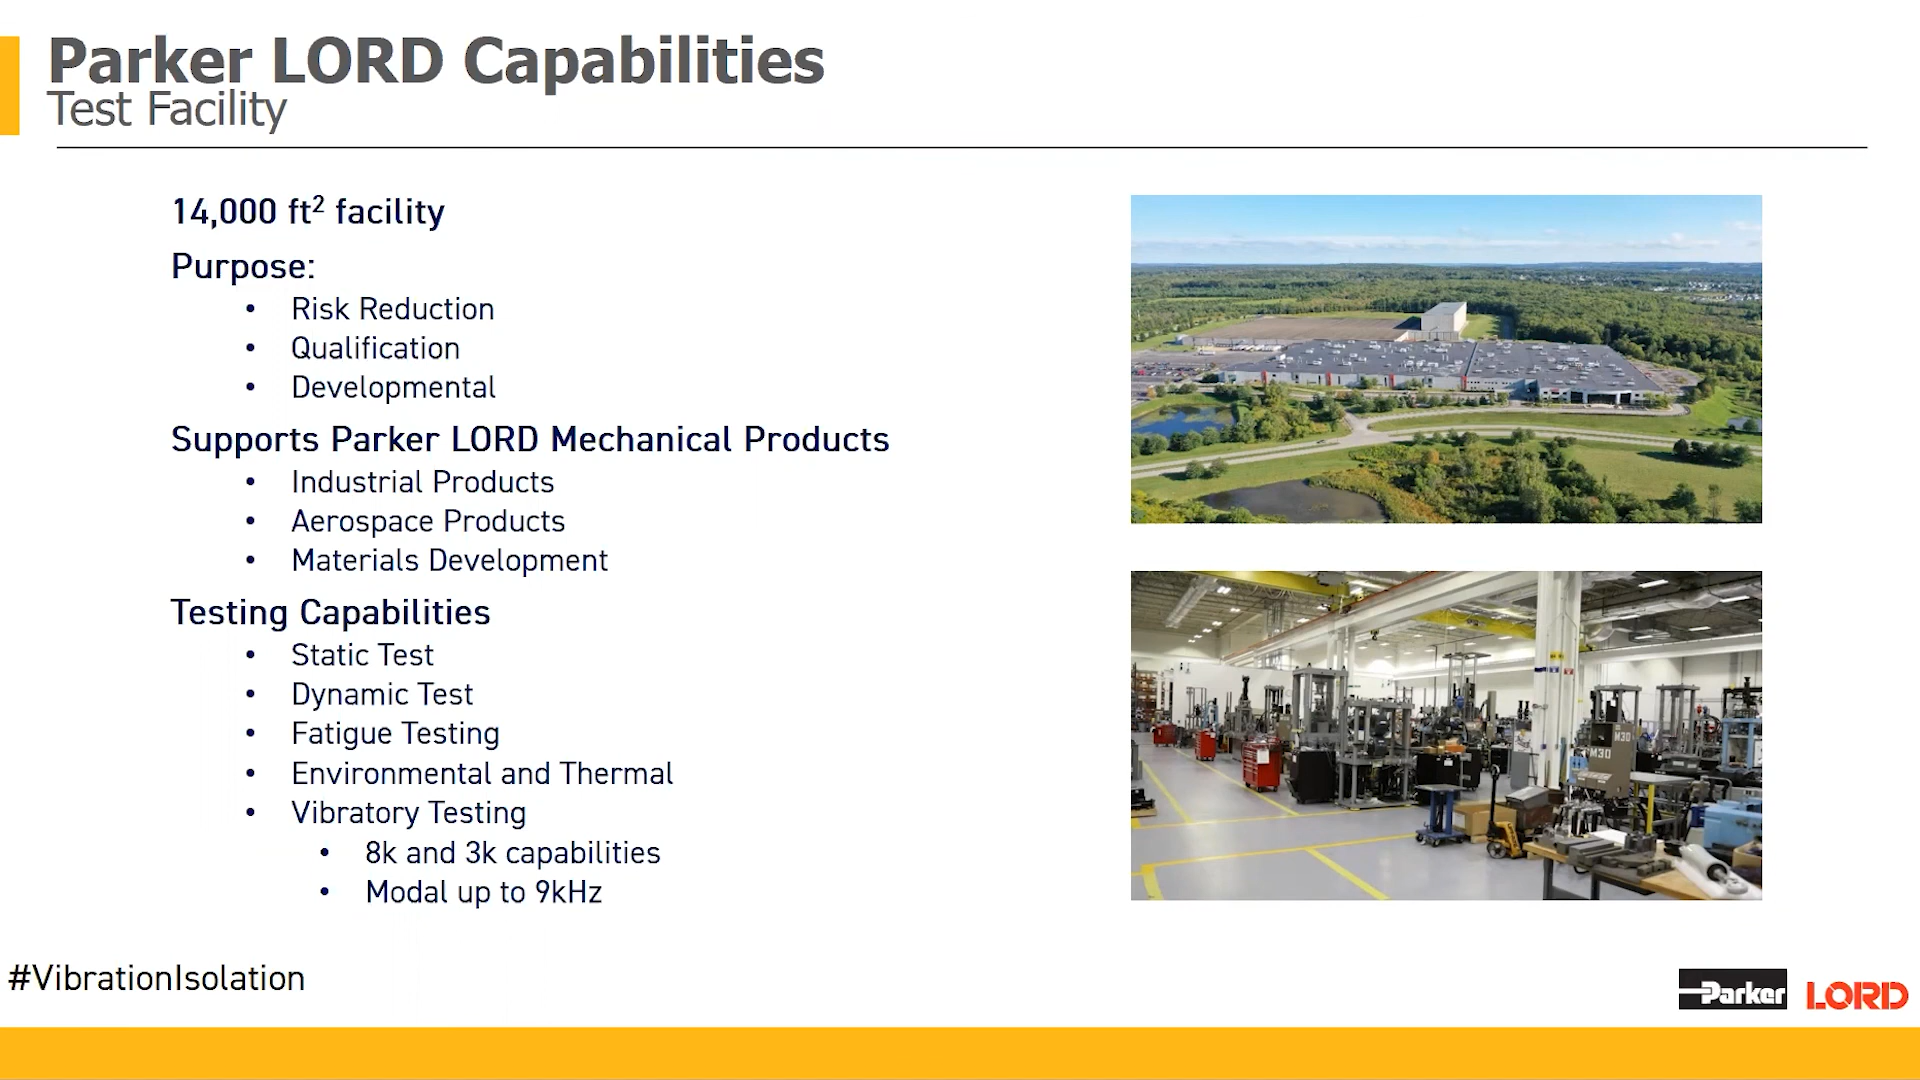 Parker LORD Capabilities
Test Facility
14,000 ft² facility
Purpose:
• Risk Reduction
• Qualification
• Developmental
Supports Parker LORD Mechanical Products
• Industrial Products
• Aerospace Products
• Materials Development
Testing Capabilities
• Static Test
• Dynamic Test
• Fatigue Testing
• Environmental and Thermal
• Vibratory Testing
• 8k and 3k capabilities
• Modal up to 9kHz
M30
M30
#VibrationIsolation
Parker LORD